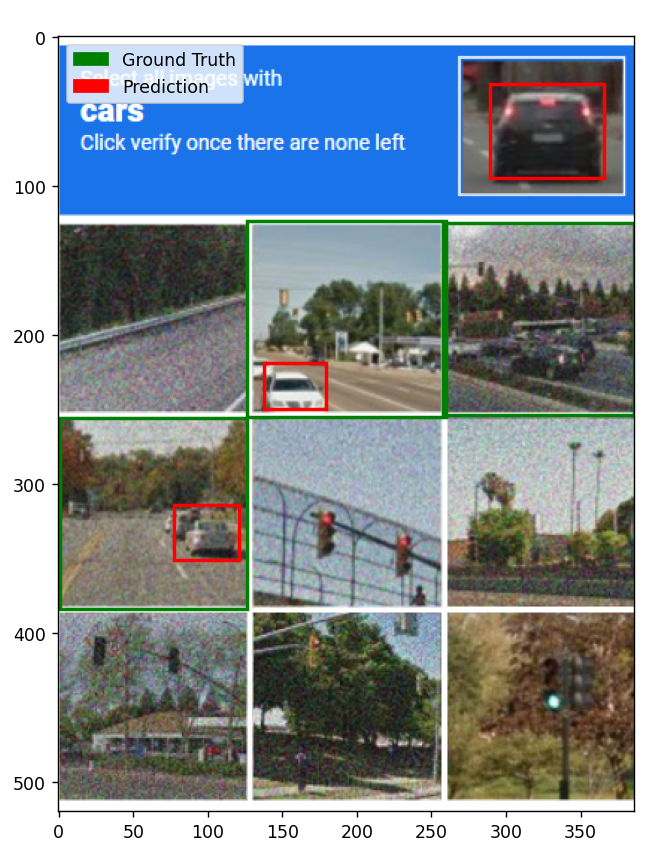 0
Ground Truth
Select all images with
Prediction
cars
Click verify once there are none left
100
200
300
400
500
0 50 100 150 200 250 300 350